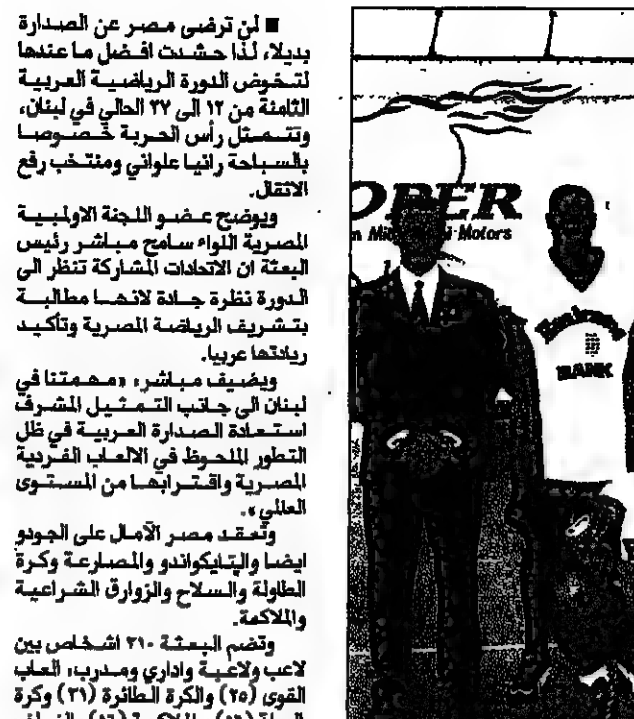 ■ لن ترضى مصر عن الصدارة
بديلا، لذا حشدت افضل ما عندها
لتخوض الدورة الرياضية العربية
الثامنة من ١٢ الى ٢٧ الحالي في لبنان،
وتتمثل رأس الحربة خصوصا
بالسباحة رانيا علواني ومنتخب رفع
الاثقال.
ويوضح عضو اللجنة الاولمبية
المصرية اللواء سامح مباشر رئيس
البعثة ان الاتحادات المشاركة تنظر الى
الدورة نظرة جادة لانها مطالبة
بتشريف الرياضة المصرية وتأكيد
ريادتها عربيا.
ويضيف مباشر، «مهمتنا في
لبنان الى جانب التمثيل المشرف
استعادة الصدارة العربية في ظل
التطور الملحوظ في الالعاب الفردية
المصرية واقترابها من المستوى
العالمي».
وتعقد مصر الآمال على الجودو
ايضا والتايكواندو والمصارعة وكرة
الطاولة والسلاح والزوارق الشراعية
والملاكمة.
وتضم البعثة ٣١٠ اشخاص بين
لاعب ولاعبة واداري ومدرب، العاب
القوى (٢٥) والكرة الطائرة (٣١) وكرة
OPER
Motors
BANK